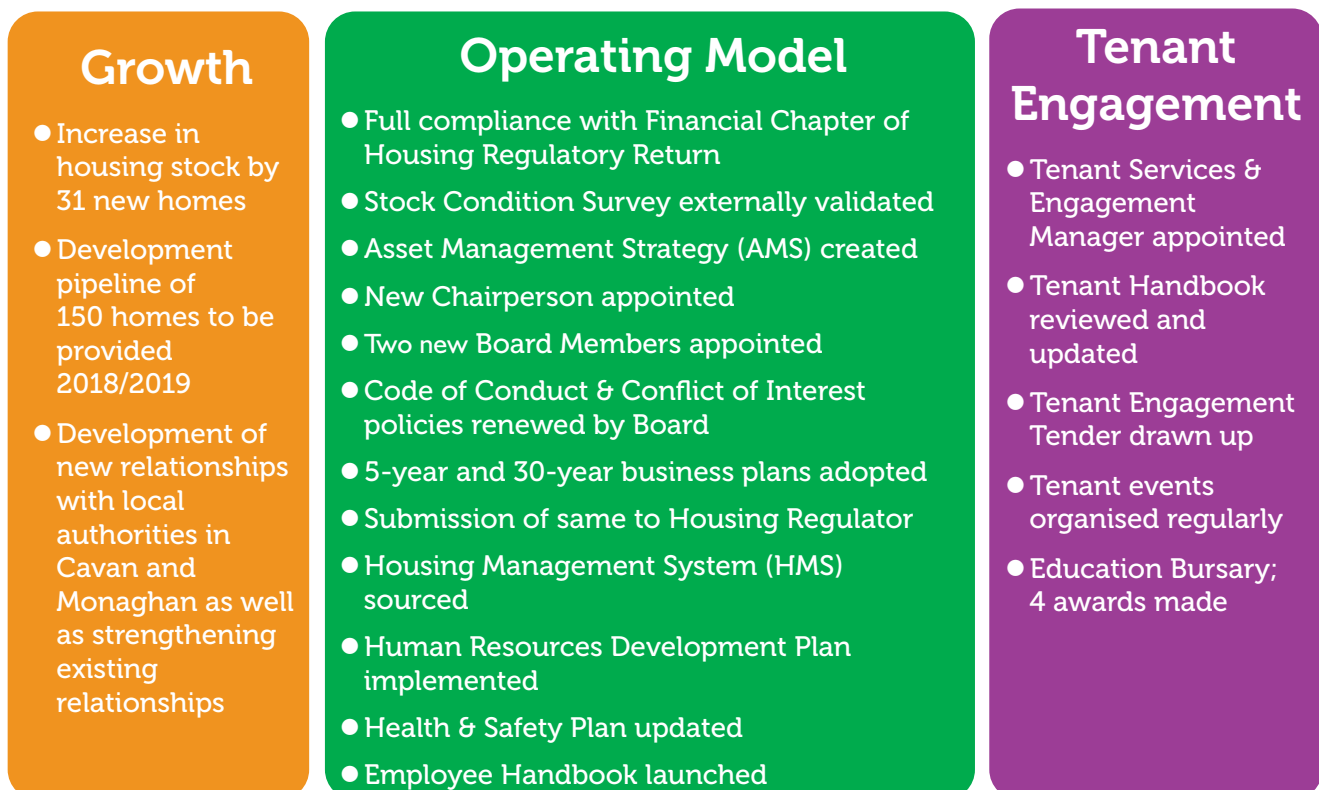 Growth
● Increase in
housing stock by
31 new homes
● Development
pipeline of
150 homes to be
provided
2018/2019
● Development of
new relationships
with local
authorities in
Cavan and
Monaghan as well
as strengthening
existing
relationships
Operating Model
● Full compliance with Financial Chapter of
Housing Regulatory Return
● Stock Condition Survey externally validated
● Asset Management Strategy (AMS) created
● New Chairperson appointed
● Two new Board Members appointed
● Code of Conduct & Conflict of Interest
policies renewed by Board
● 5-year and 30-year business plans adopted
● Submission of same to Housing Regulator
● Housing Management System (HMS)
sourced
● Human Resources Development Plan
implemented
● Health & Safety Plan updated
● Employee Handbook launched
Tenant
Engagement
● Tenant Services &
Engagement
Manager appointed
● Tenant Handbook
reviewed and
updated
● Tenant Engagement
Tender drawn up
● Tenant events
organised regularly
● Education Bursary;
4 awards made